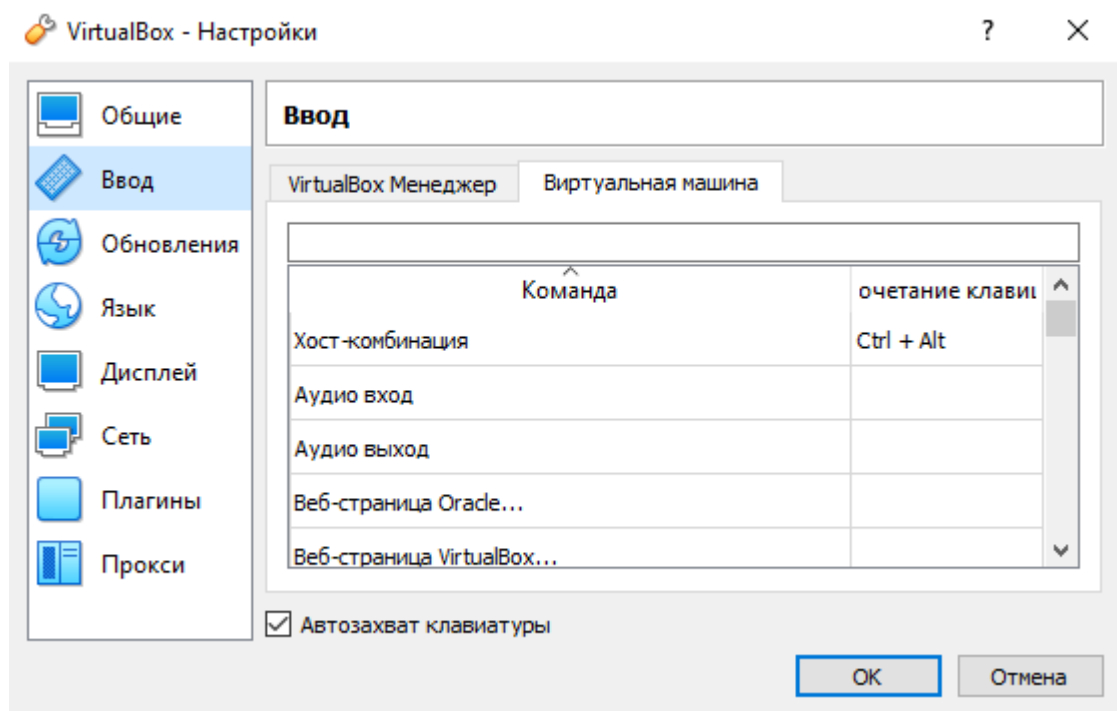 VirtualBox - Настройки
?
Общие
Ввод
Обновления
Язык
Дисплей
Сеть
Плагины
Прокси
Ввод
VirtualBox Менеджер
Виртуальная машина
Команда
очетание клавиш
Хост-комбинация
Ctrl + Alt
Аудио вход
Аудио выход
Веб-страница Oracle...
Веб-страница VirtualBox...
Автозахват клавиатуры
OK
Отмена